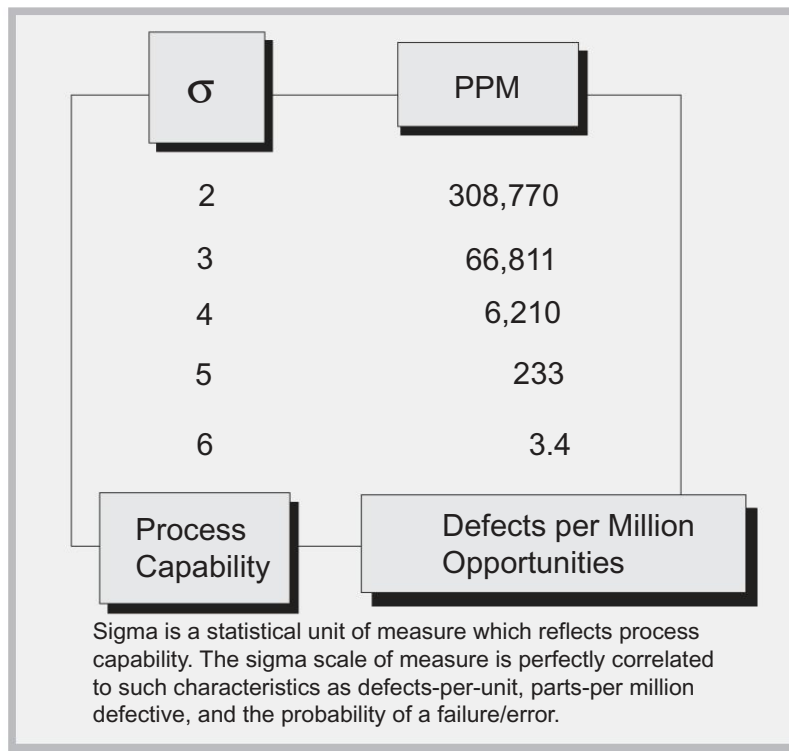 σ PPM
2 308,770
3 66,811
4 6,210
5 233
6 3.4
Process Capability
Defects per Million Opportunities
Sigma is a statistical unit of measure which reflects process
capability. The sigma scale of measure is perfectly correlated
to such characteristics as defects-per-unit, parts-per million
defective, and the probability of a failure/error.